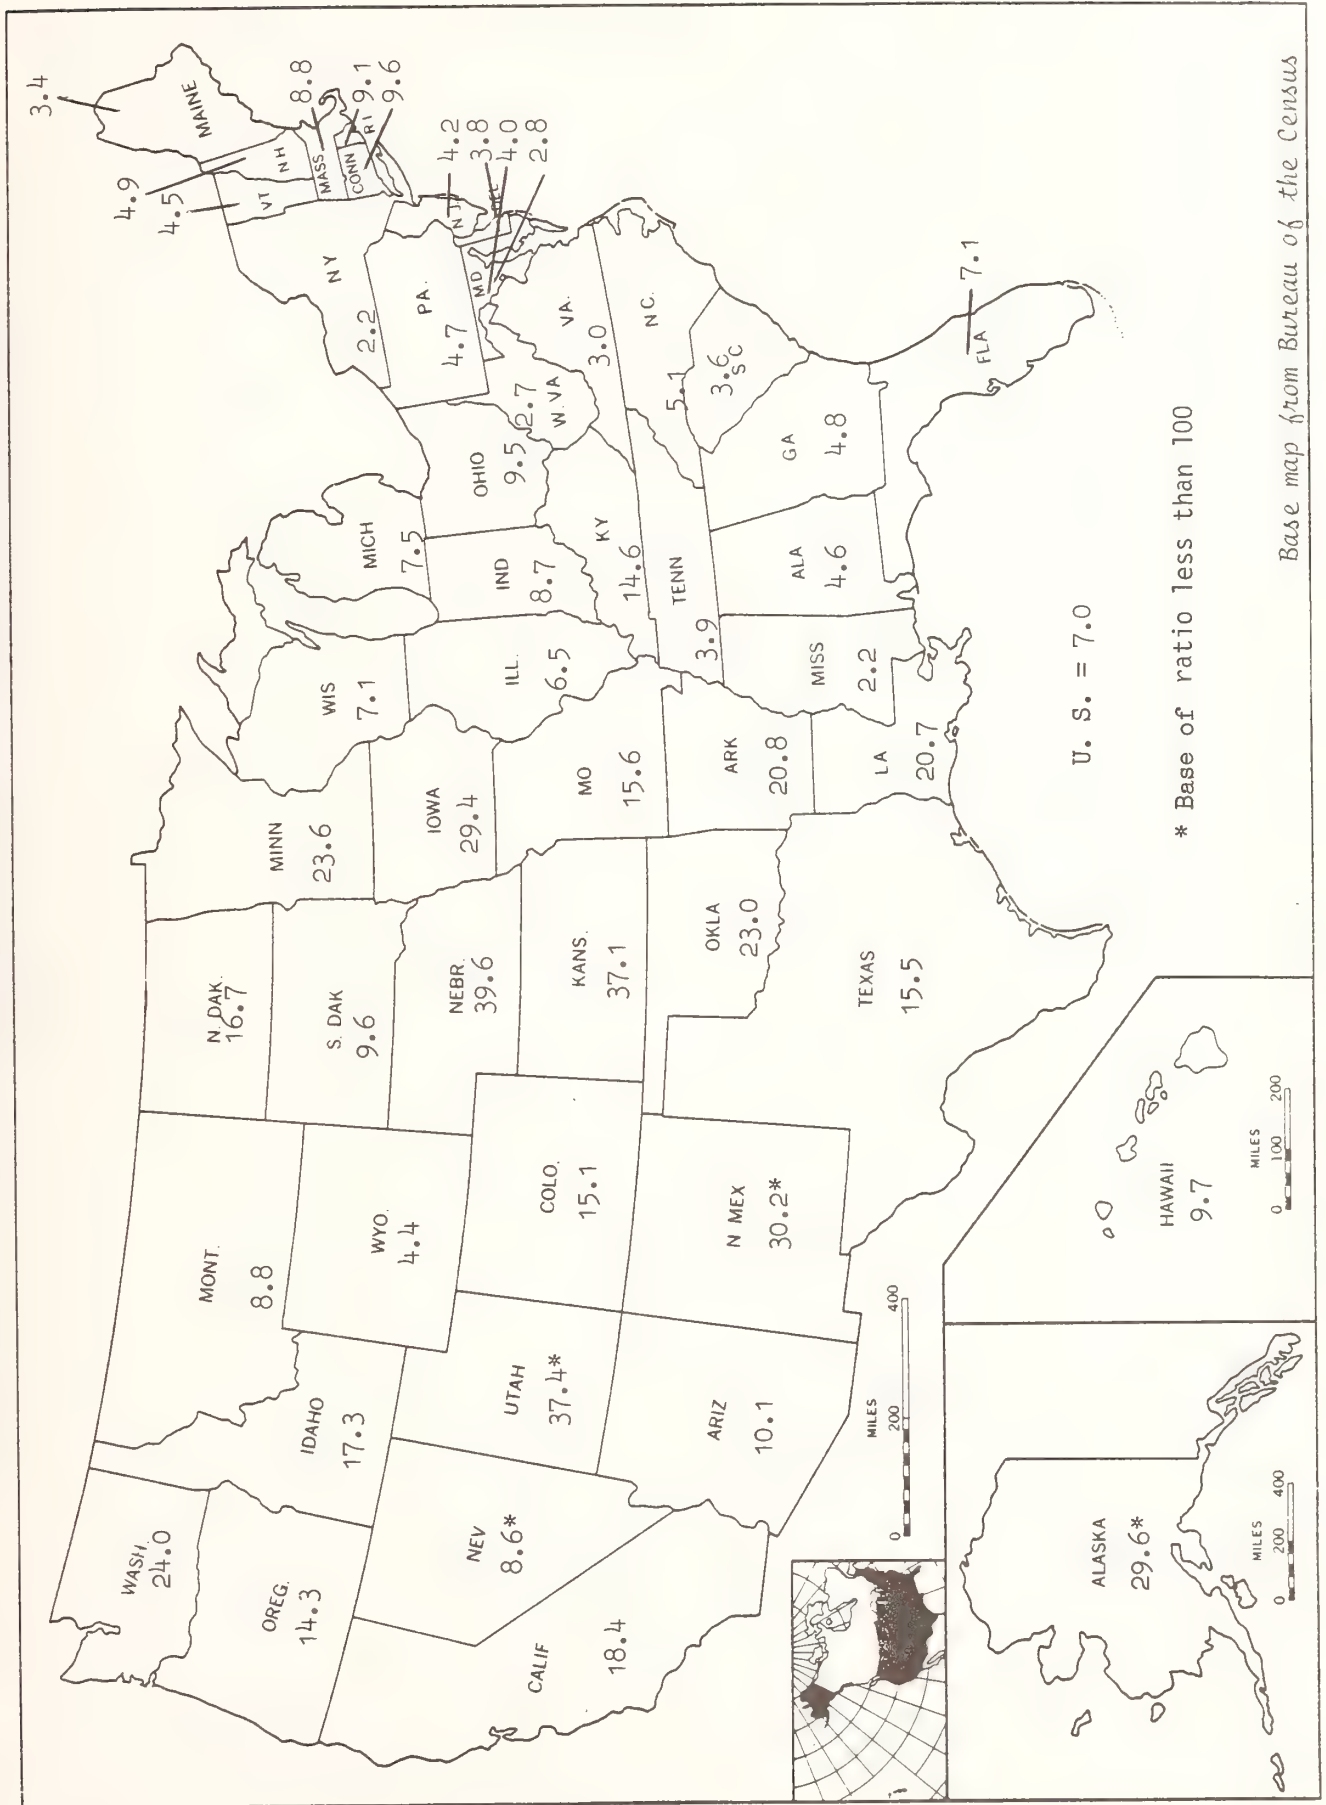 WASH.
24.0
OREG.
14.3
CALIF
18.4
NEV
8.6*
IDAHO
17.3
MONT.
8.8
WYO.
4.4
UTAH
37.4*
ARIZ
10.1
COLO.
15.1
N MEX
30.2*
N. DAK.
16.7
S. DAK
9.6
NEBR.
39.6
KANS.
37.1
OKLA
23.0
TEXAS
15.5
MINN
23.6
IOWA
29.4
MO
15.6
ARK
20.8
LA
20.7
WIS
7.1
ILL.
6.5
MICH
7.5
IND
8.7
OHIO
9.5
KY
14.6
TENN
3.9
MISS
2.2
ALA
4.6
GA
4.8
FLA
7.1
SC
3.6
N.C.
5.1
VA.
3.0
W. VA
2.7
PA.
4.7
NY
2.2
VT
4.5
NH
4.9
MAINE
3.4
MASS
8.8
RI
9.1
CONN
9.6
N J
4.2
DEL
3.8
MD
4.0
2.8
MILES
0 200 400
ALASKA
29.6*
MILES
0 200 400
HAWAII
9.7
MILES
0 100 200
U. S. = 7.0
* Base of ratio less than 100
Base map from Bureau of the Census